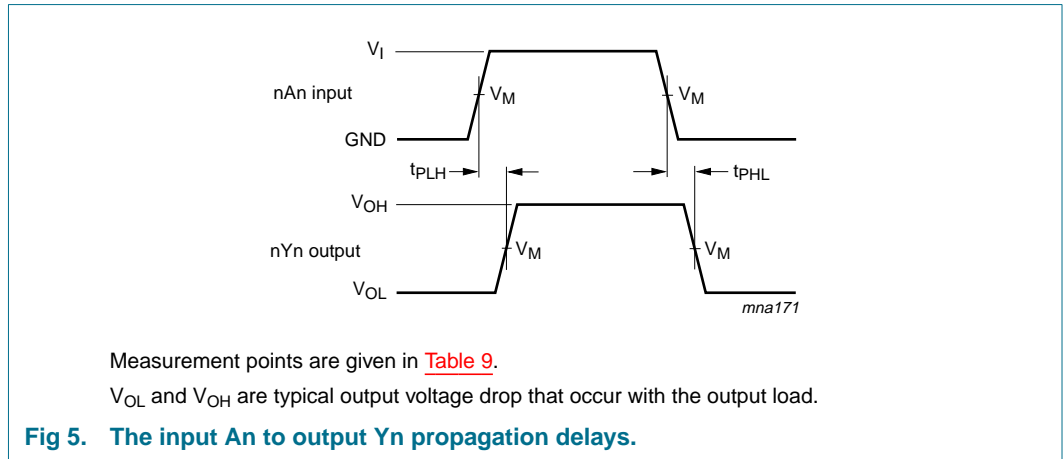 VI
nAn input
VM
VM
GND
tPLH
tPHL
VOH
nYn output
VM
VM
VOL
mna171
Measurement points are given in Table 9.
VOL and VOH are typical output voltage drop that occur with the output load.
Fig 5. The input An to output Yn propagation delays.